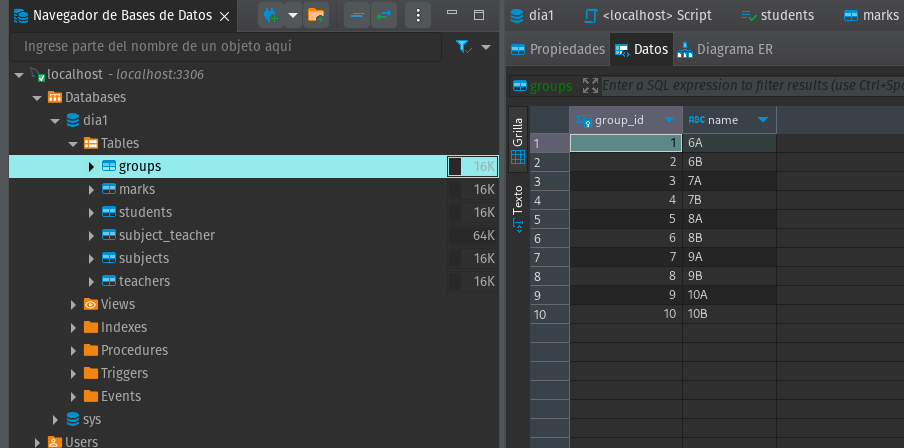 Navegador de Bases de Datos
Ingrese parte del nombre de un objeto aquí
localhost - localhost:3306
Databases
dia1
Tables
groups 16K
marks 16K
students 16K
subject_teacher 64K
subjects 16K
teachers 16K
Views
Indexes
Procedures
Triggers
Events
sys
Users
dia1 <localhost> Script students marks
Propiedades Datos Diagrama ER
groups Enter a SQL expression to filter results (use Ctrl+Spa
Grilla
Texto
group_id ABC name
1 1 6A
2 2 6B
3 3 7A
4 4 7B
5 5 8A
6 6 8B
7 7 9A
8 8 9B
9 9 10A
10 10 10B